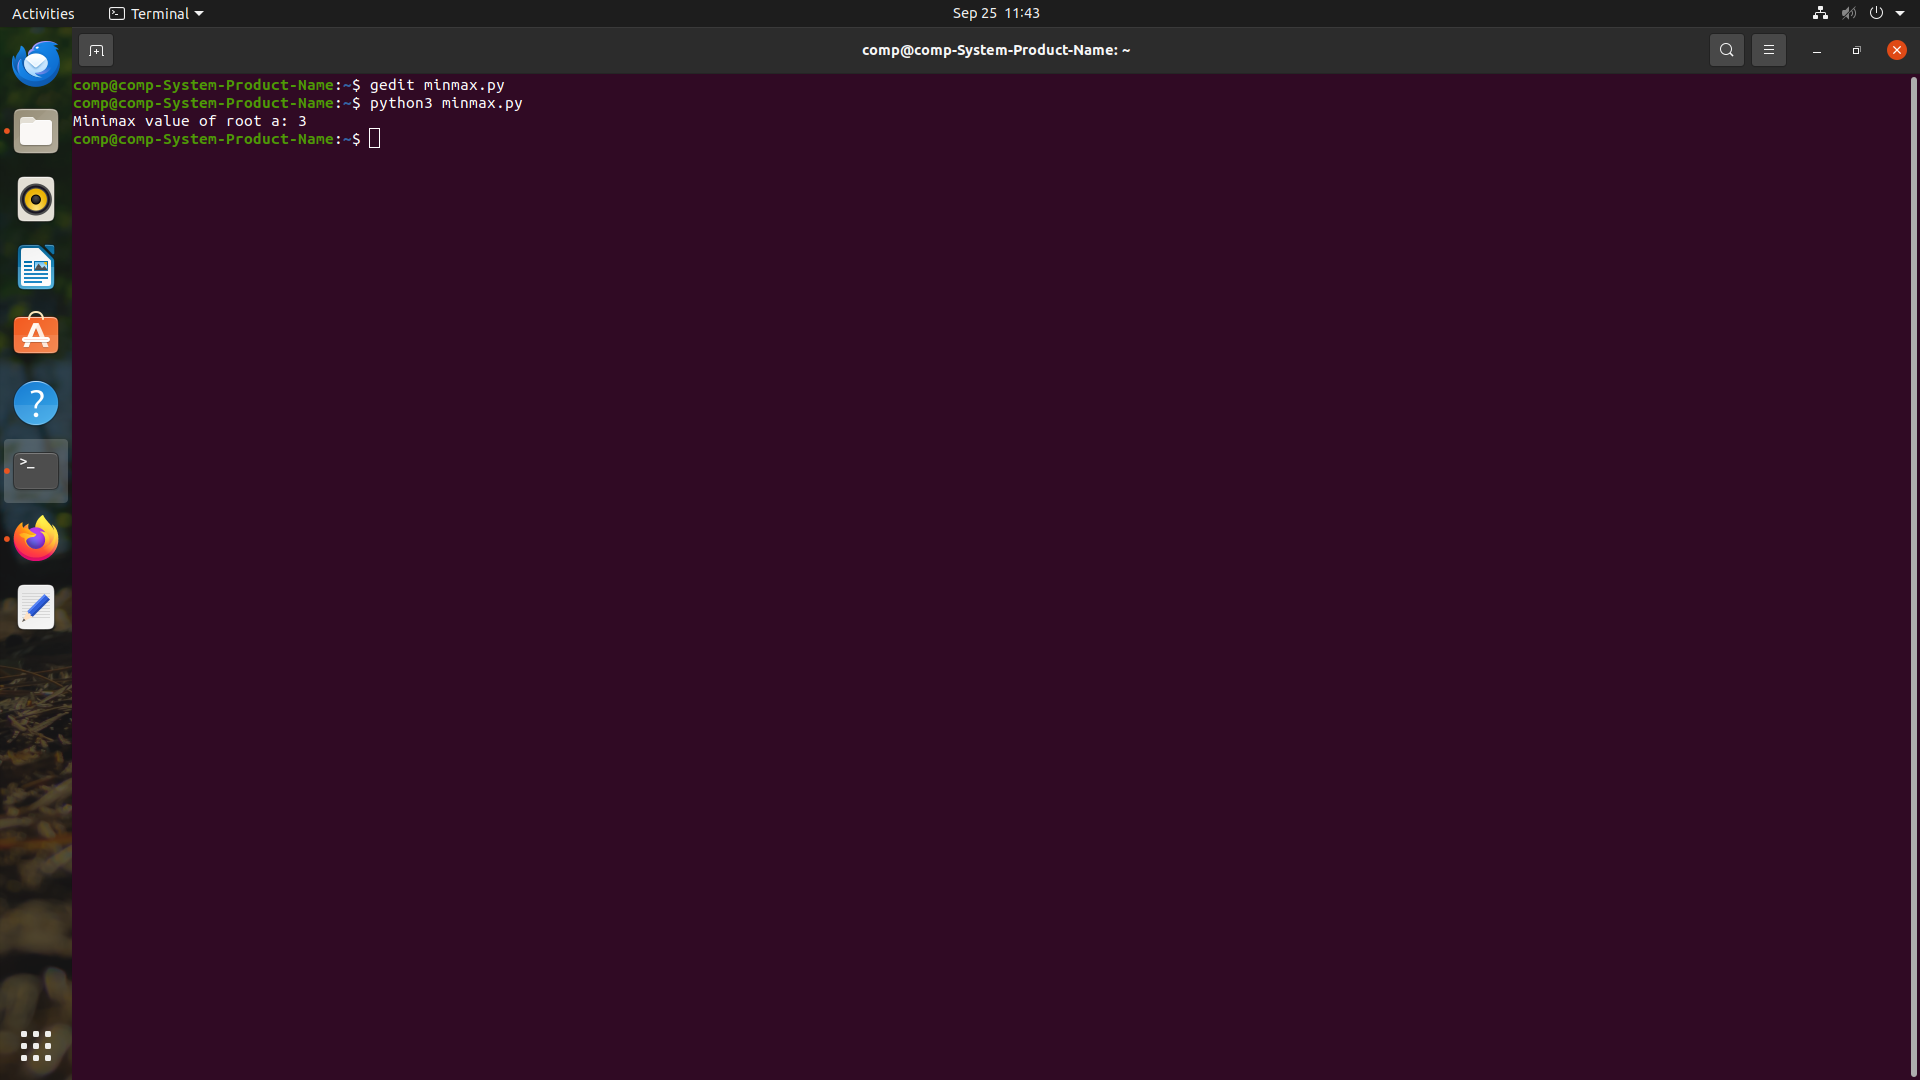 Activities
Terminal
Sep 25 11:43
comp@comp-System-Product-Name: ~
comp@comp-System-Product-Name:~$ gedit minmax.py
comp@comp-System-Product-Name:~$ python3 minmax.py
Minimax value of root a: 3
comp@comp-System-Product-Name:~$